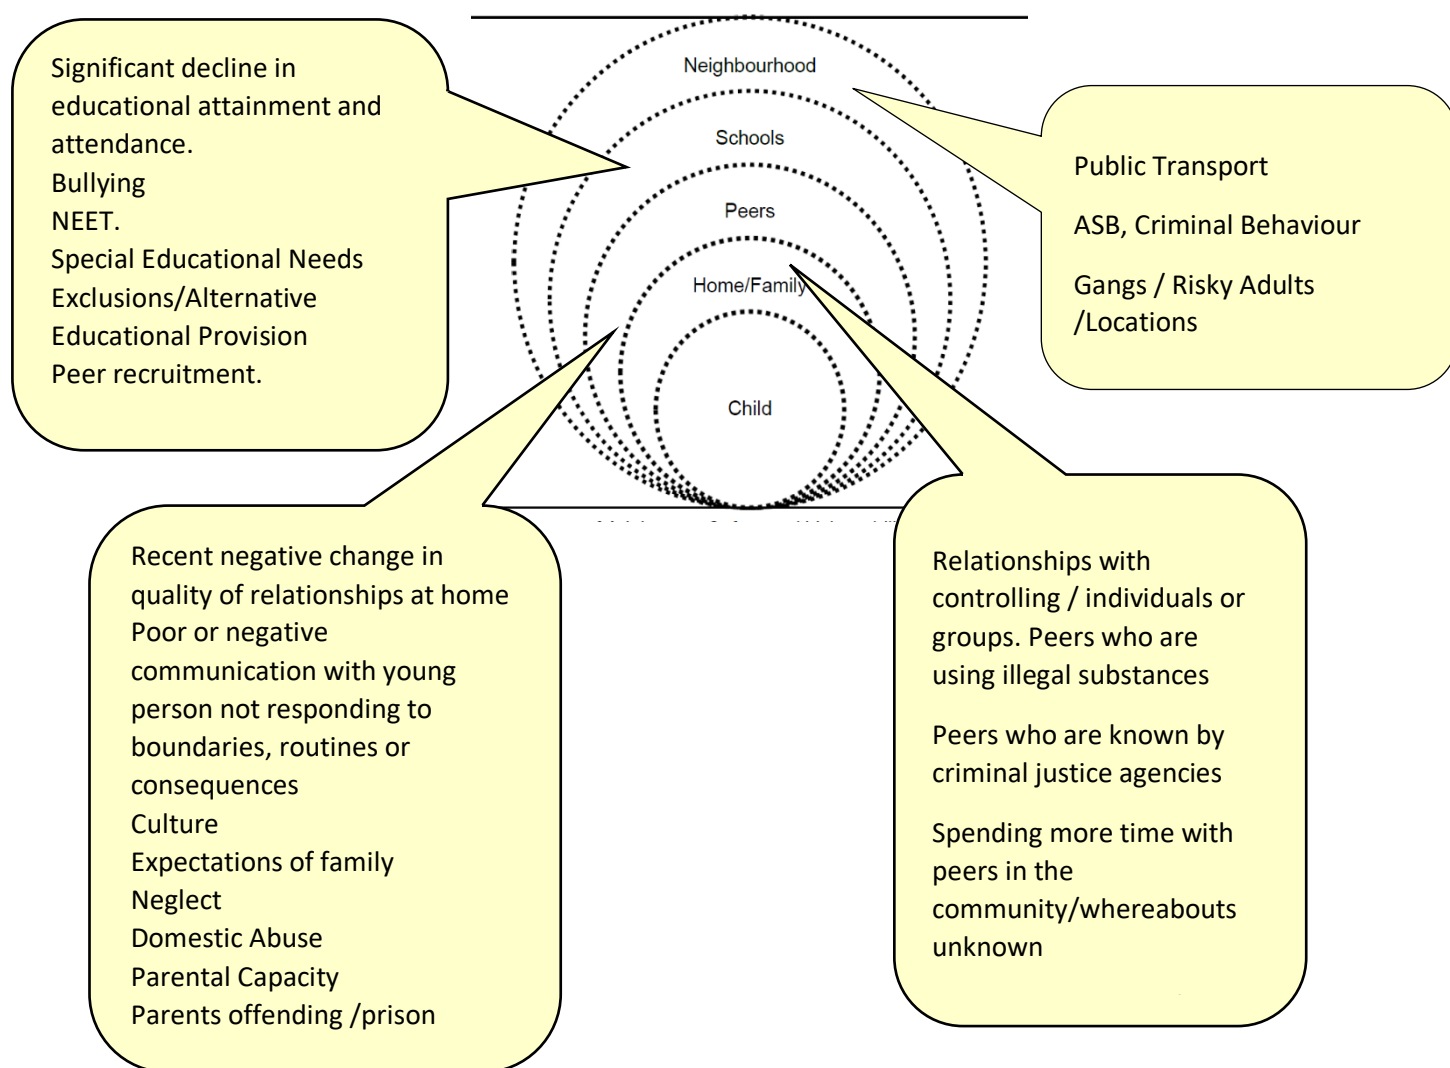 Significant decline in
educational attainment and
attendance.
Bullying
NEET.
Special Educational Needs
Exclusions/Alternative
Educational Provision
Peer recruitment.
Neighbourhood
Schools
Peers
Home/Family
Child
Public Transport
ASB, Criminal Behaviour
Gangs / Risky Adults
/Locations
Recent negative change in
quality of relationships at home
Poor or negative
communication with young
person not responding to
boundaries, routines or
consequences
Culture
Expectations of family
Neglect
Domestic Abuse
Parental Capacity
Parents offending /prison
Relationships with
controlling / individuals or
groups. Peers who are
using illegal substances
Peers who are known by
criminal justice agencies
Spending more time with
peers in the
community/whereabouts
unknown